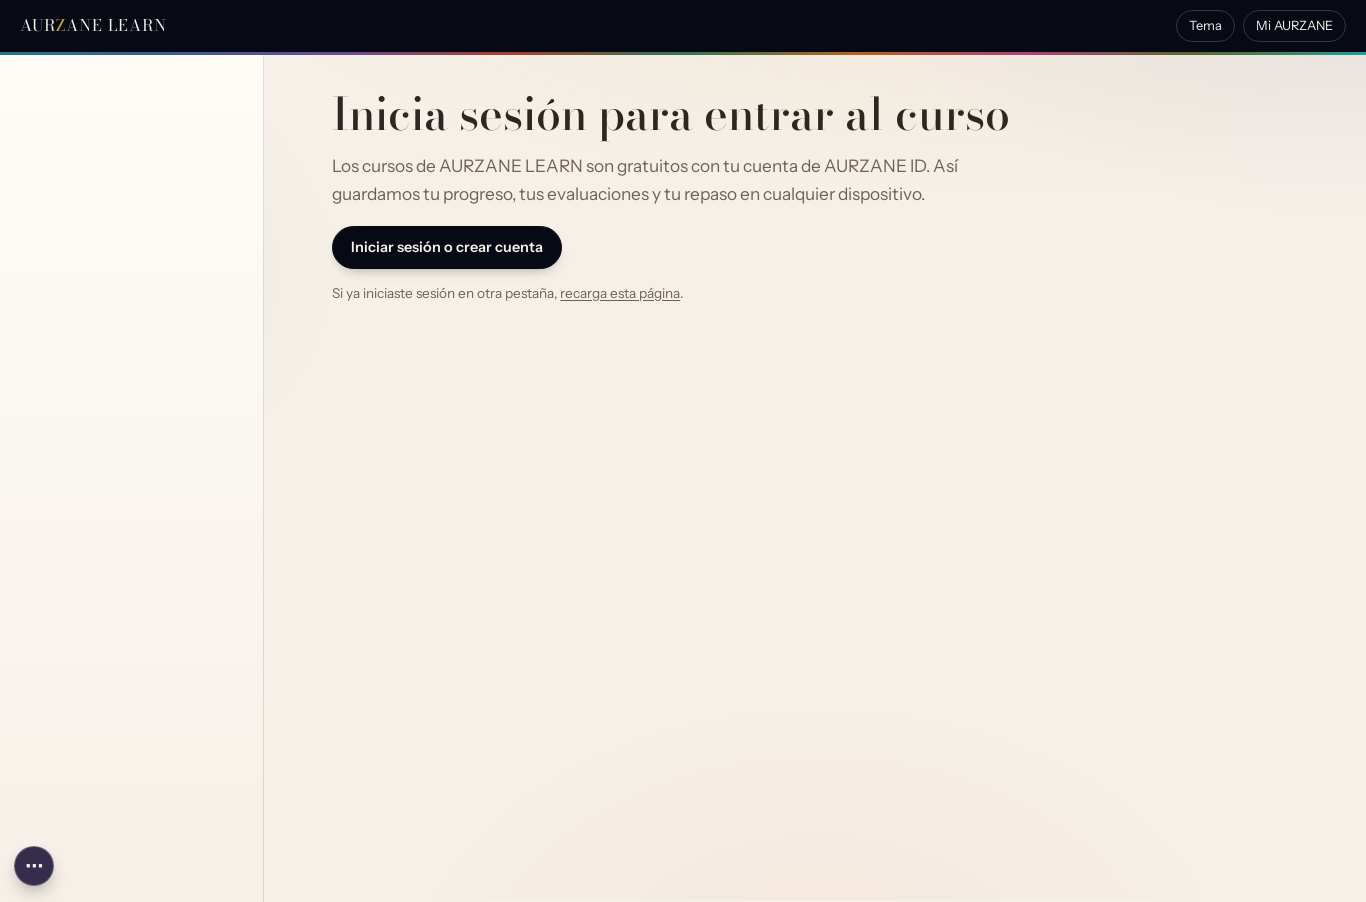 AURZANE LEARN
Tema
Mi AURZANE
Inicia sesión para entrar al curso
Los cursos de AURZANE LEARN son gratuitos con tu cuenta de AURZANE ID. Así
guardamos tu progreso, tus evaluaciones y tu repaso en cualquier dispositivo.
Iniciar sesión o crear cuenta
Si ya iniciaste sesión en otra pestaña, recarga esta página.